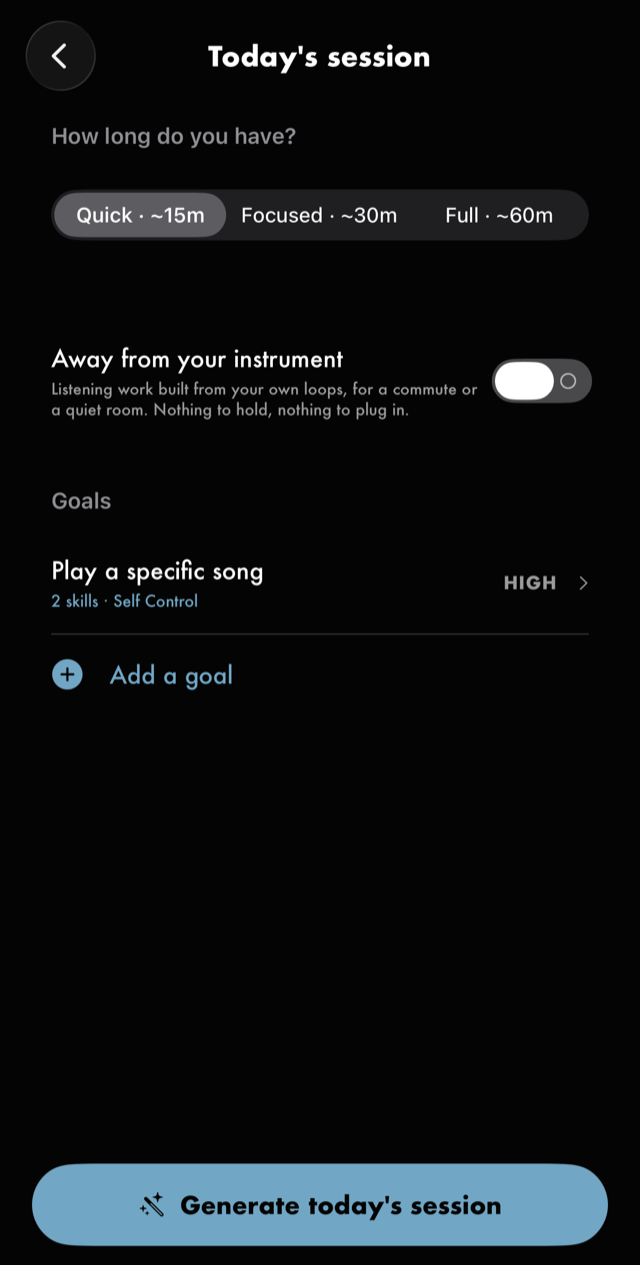 Today's session
How long do you have?
Quick · ~15m Focused · ~30m Full · ~60m
Away from your instrument
Listening work built from your own loops, for a commute or
a quiet room. Nothing to hold, nothing to plug in.
Goals
Play a specific song
HIGH
2 skills · Self Control
Add a goal
Generate today's session